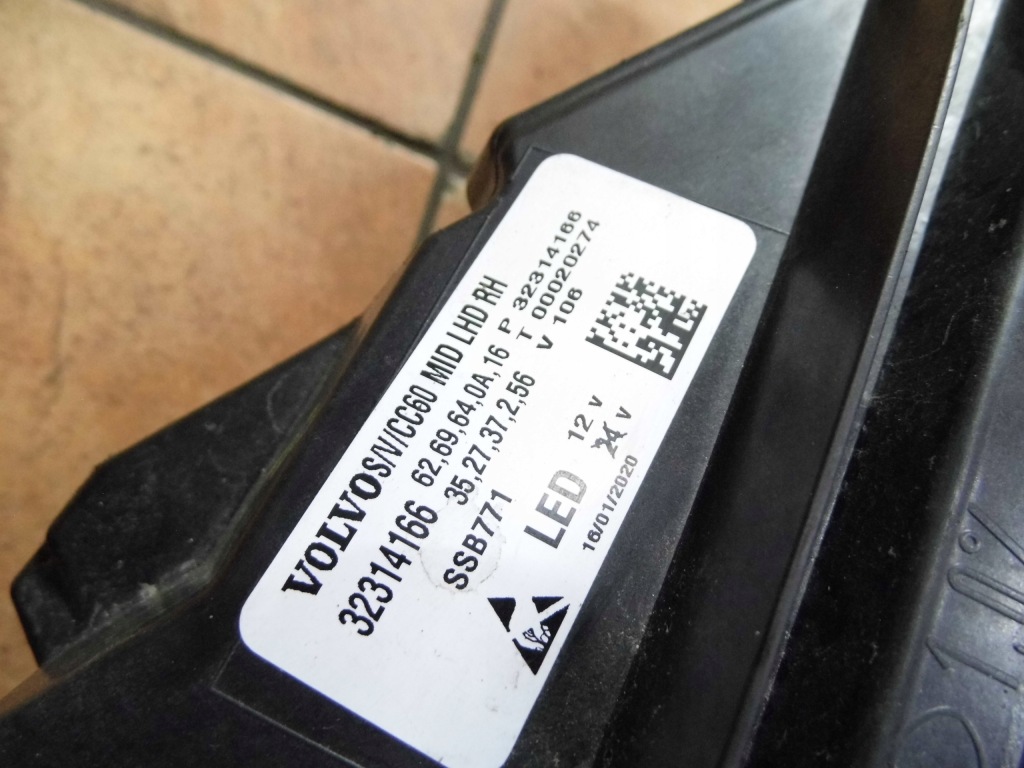 VOLVO S/V/CC60 MID LHD RH
32314166 62,69,64,0A,16
35,27,37,2,56
SSB771
P 32314166
T 00020274
V 106
LED 12 V
24 V
16/01/2020